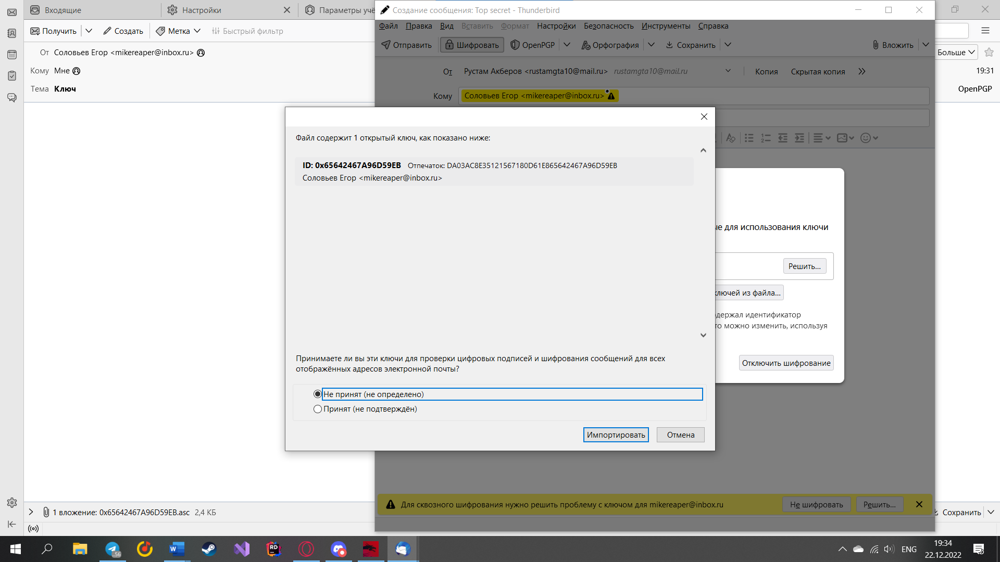 Входящие
Настройки
Параметры учё
Создание сообщения: Top secret - Thunderbird
Получить
Создать
Метка
Быстрый фильтр
Файл Правка Вид Вставить Формат Настройки Безопасность Инструменты Справка
Отправить
Шифровать
OpenPGP
Орфография
Сохранить
Вложить
От Соловьев Егор <mikereaper@inbox.ru>
Больше
Кому Мне
19:31
Тема Ключ
OpenPGP
От Рустам Акберов <rustamgta10@mail.ru> rustamgta10@mail.ru
Копия
Скрытая копия
Кому Соловьев Егор <mikereaper@inbox.ru>
Файл содержит 1 открытый ключ, как показано ниже:
ID: 0x65642467A96D59EB Отпечаток: DA03AC8E35121567180D61E865642467A96D59EB
Соловьев Егор <mikereaper@inbox.ru>
для использования ключи
Решить...
ключей из файла...
идентификатор
можно изменить, используя
Отключить шифрование
Принимаете ли вы эти ключи для проверки цифровых подписей и шифрования сообщений для всех
отображённых адресов электронной почты?
Не принят (не определено)
Принят (не подтверждён)
Импортировать
Отмена
Для сквозного шифрования нужно решить проблему с ключом для mikereaper@inbox.ru
Не шифровать
Решить...
1 вложение: 0x65642467A96D59EB.asc 2,4 КБ
Сохранить
56
RD
ENG
19:34
22.12.2022